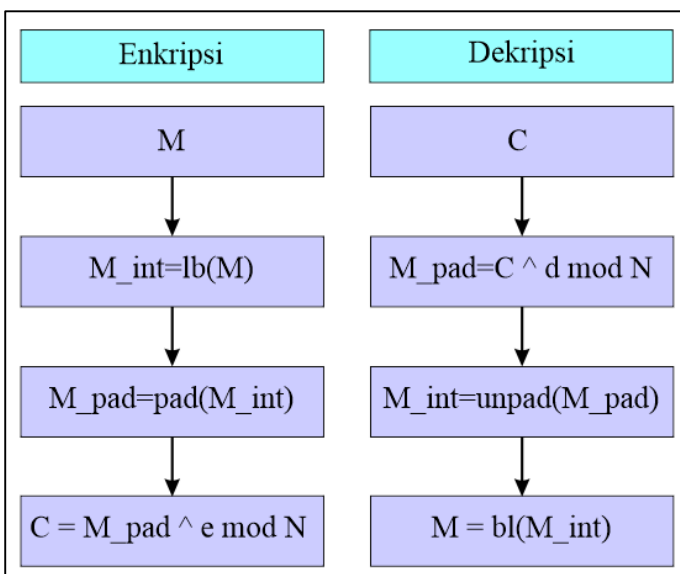 Enkripsi
M
M_int=lb(M)
M_pad=pad(M_int)
C = M_pad ^ e mod N
Dekripsi
C
M_pad=C ^ d mod N
M_int=unpad(M_pad)
M = bl(M_int)